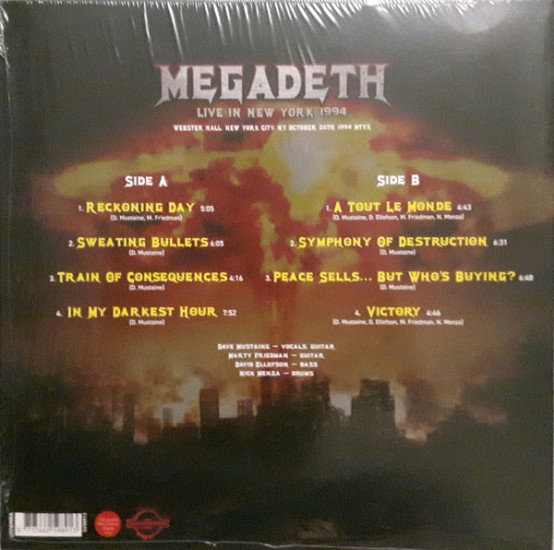 MEGADETH
LIVE IN NEW YORK 1994
WEBSTER HALL NEW YORK CITY NY OCTOBER 25TH 1994 MTVX
SIDE A
1. RECKONING DAY 5:05
(D. Mustaine, M. Friedman)
2. SWEATING BULLETS 6:05
(D. Mustaine)
3. TRAIN OF CONSEQUENCES 4:16
(D. Mustaine)
4. IN MY DARKEST HOUR 7:52
(D. Mustaine)
SIDE B
1. A TOUT LE MONDE 4:43
(D. Mustaine, D. Ellefson, M. Friedman, N. Menza)
2. SYMPHONY OF DESTRUCTION 6:31
(D. Mustaine)
3. PEACE SELLS... BUT WHO'S BUYING? 6:48
(D. Mustaine)
4. VICTORY 4:46
(D. Mustaine, D. Ellefson, M. Friedman, N. Menza)
DAVE MUSTAINE – VOCALS, GUITAR
MARTY FRIEDMAN – GUITAR
DAVID ELLEFSON – BASS
NICK MENZA – DRUMS